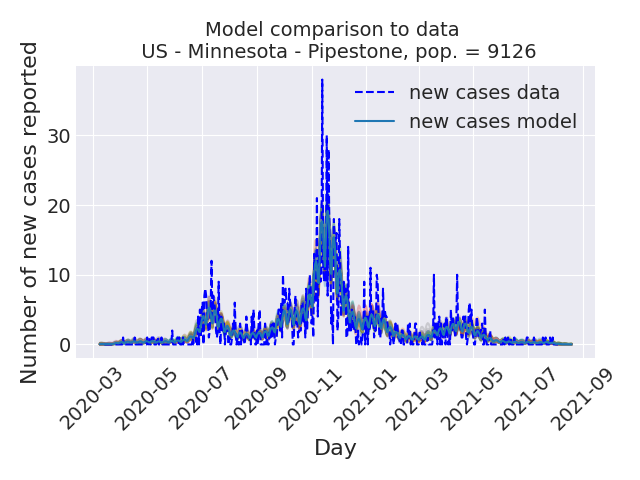 Model comparison to data
US - Minnesota - Pipestone, pop. = 9126
new cases data
new cases model
Number of new cases reported
30
20
10
0
2020-03
2020-05
2020-07
2020-09
2020-11
2021-01
2021-03
2021-05
2021-07
2021-09
Day